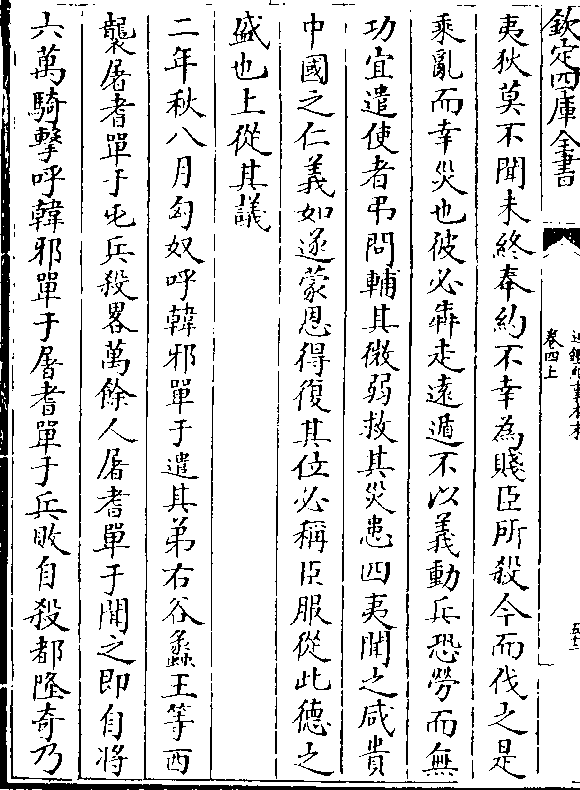 欽定四庫全書
卷四上
夷狄莫不聞未終奉約不幸為賤臣所殺今而伐之是
乘亂而幸災也彼必犇走遠遁不以義動兵恐勞而無
功宜遣使者弔問輔其微弱救其災患四夷聞之咸貴
中國之仁義如遂蒙恩得復其位必稱臣服從此德之
盛也上從其議
二年秋八月匈奴呼韓邪單于遣其弟右谷蠡王等西
襲屠耆單于屯兵殺畧萬餘人屠耆單于聞之即自將
六萬騎擊呼韓邪單于屠耆單于兵敗自殺都隆奇乃